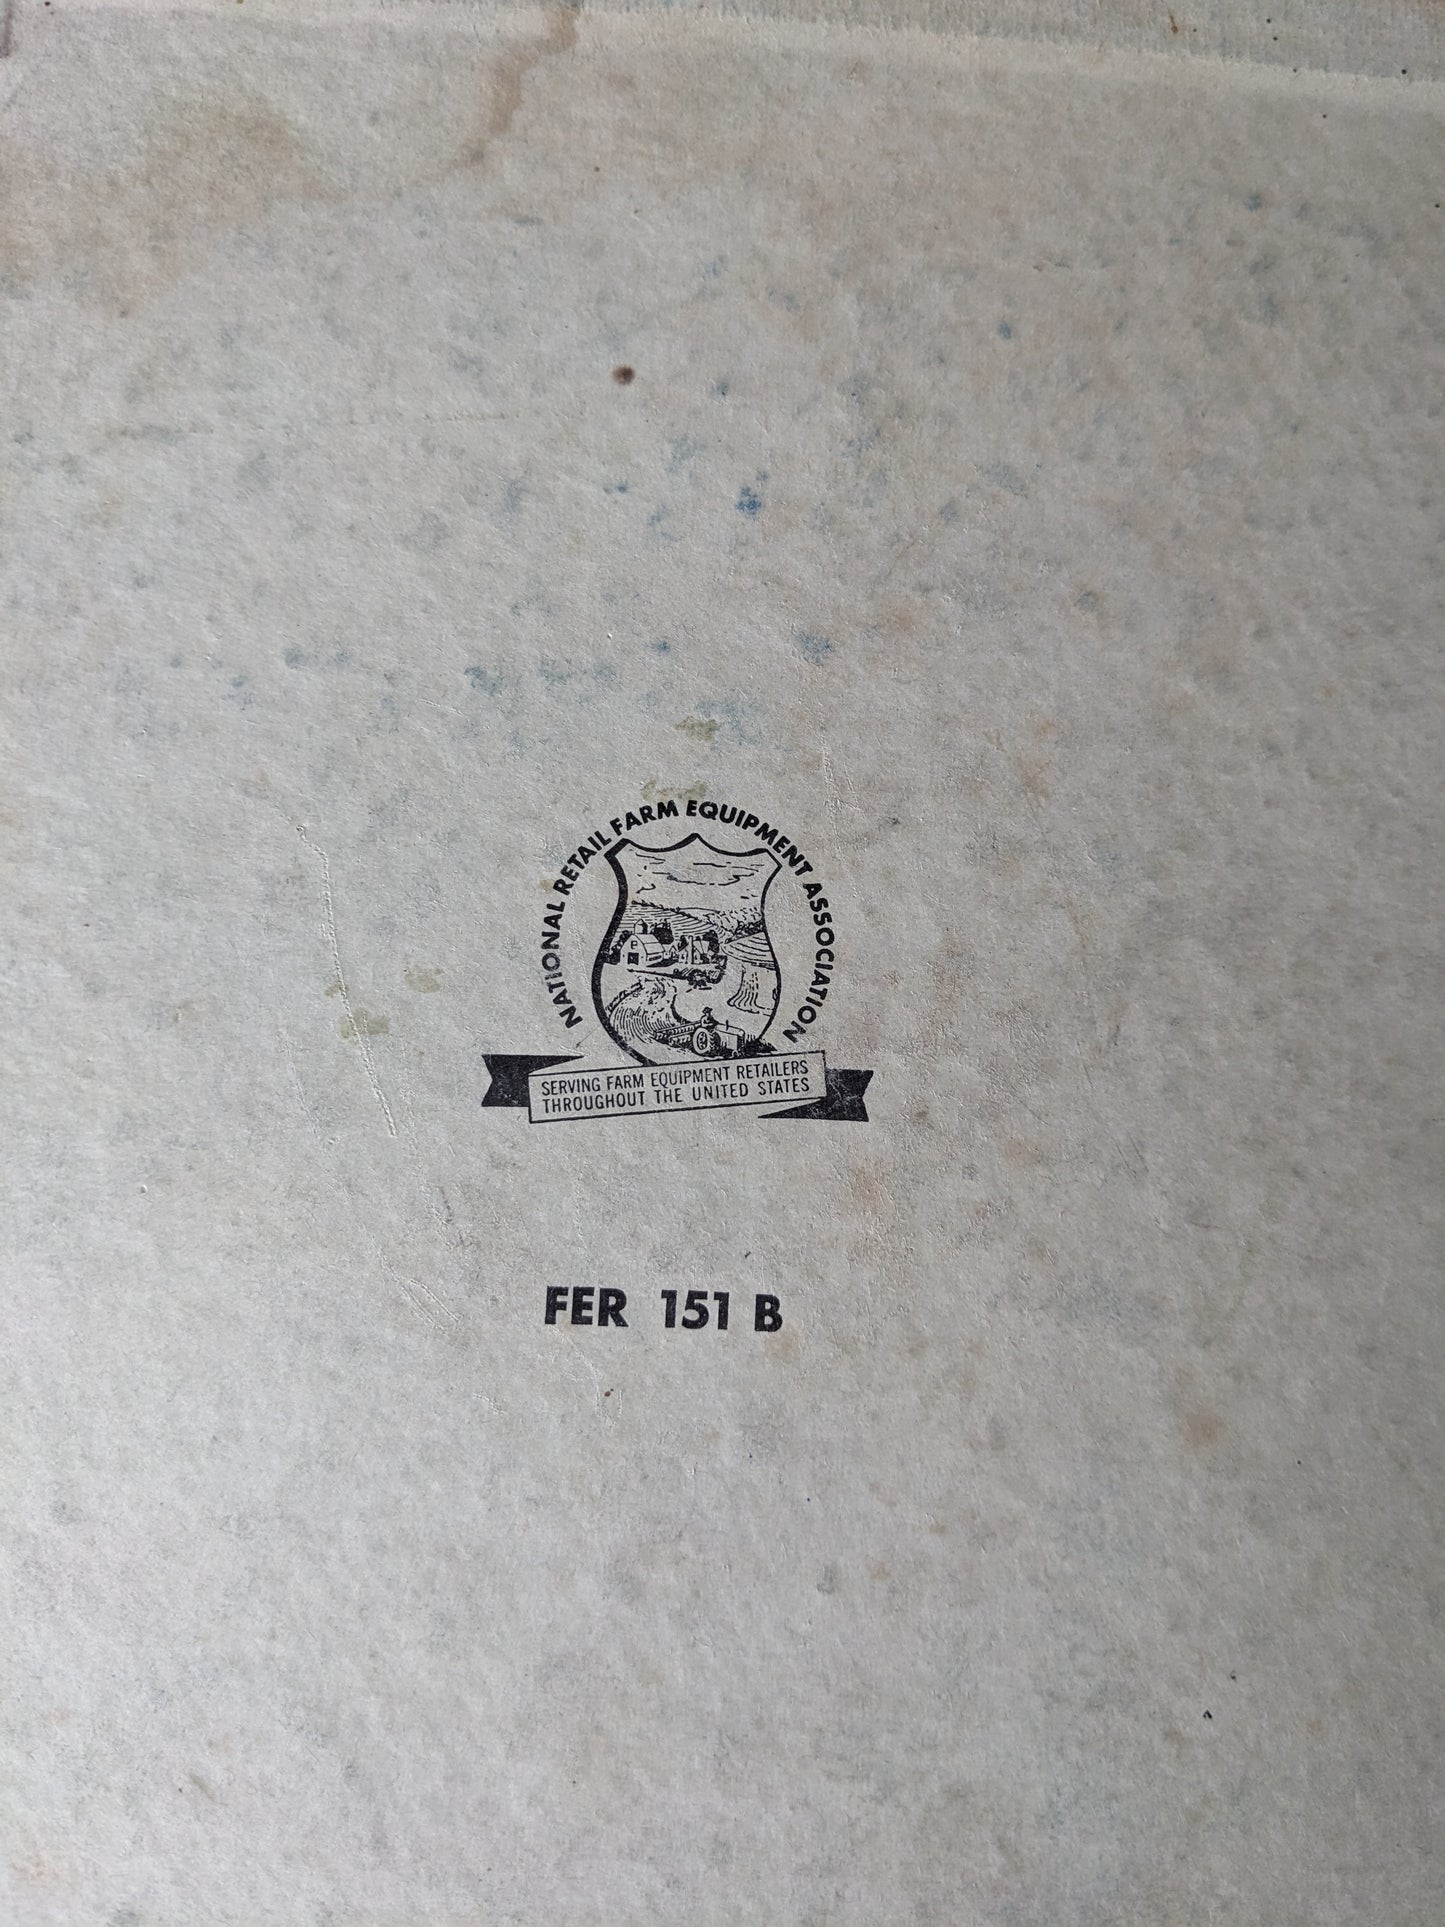 NATIONAL RETAIL FARM EQUIPMENT ASSOCIATION
SERVING FARM EQUIPMENT RETAILERS
THROUGHOUT THE UNITED STATES
FER 151 B